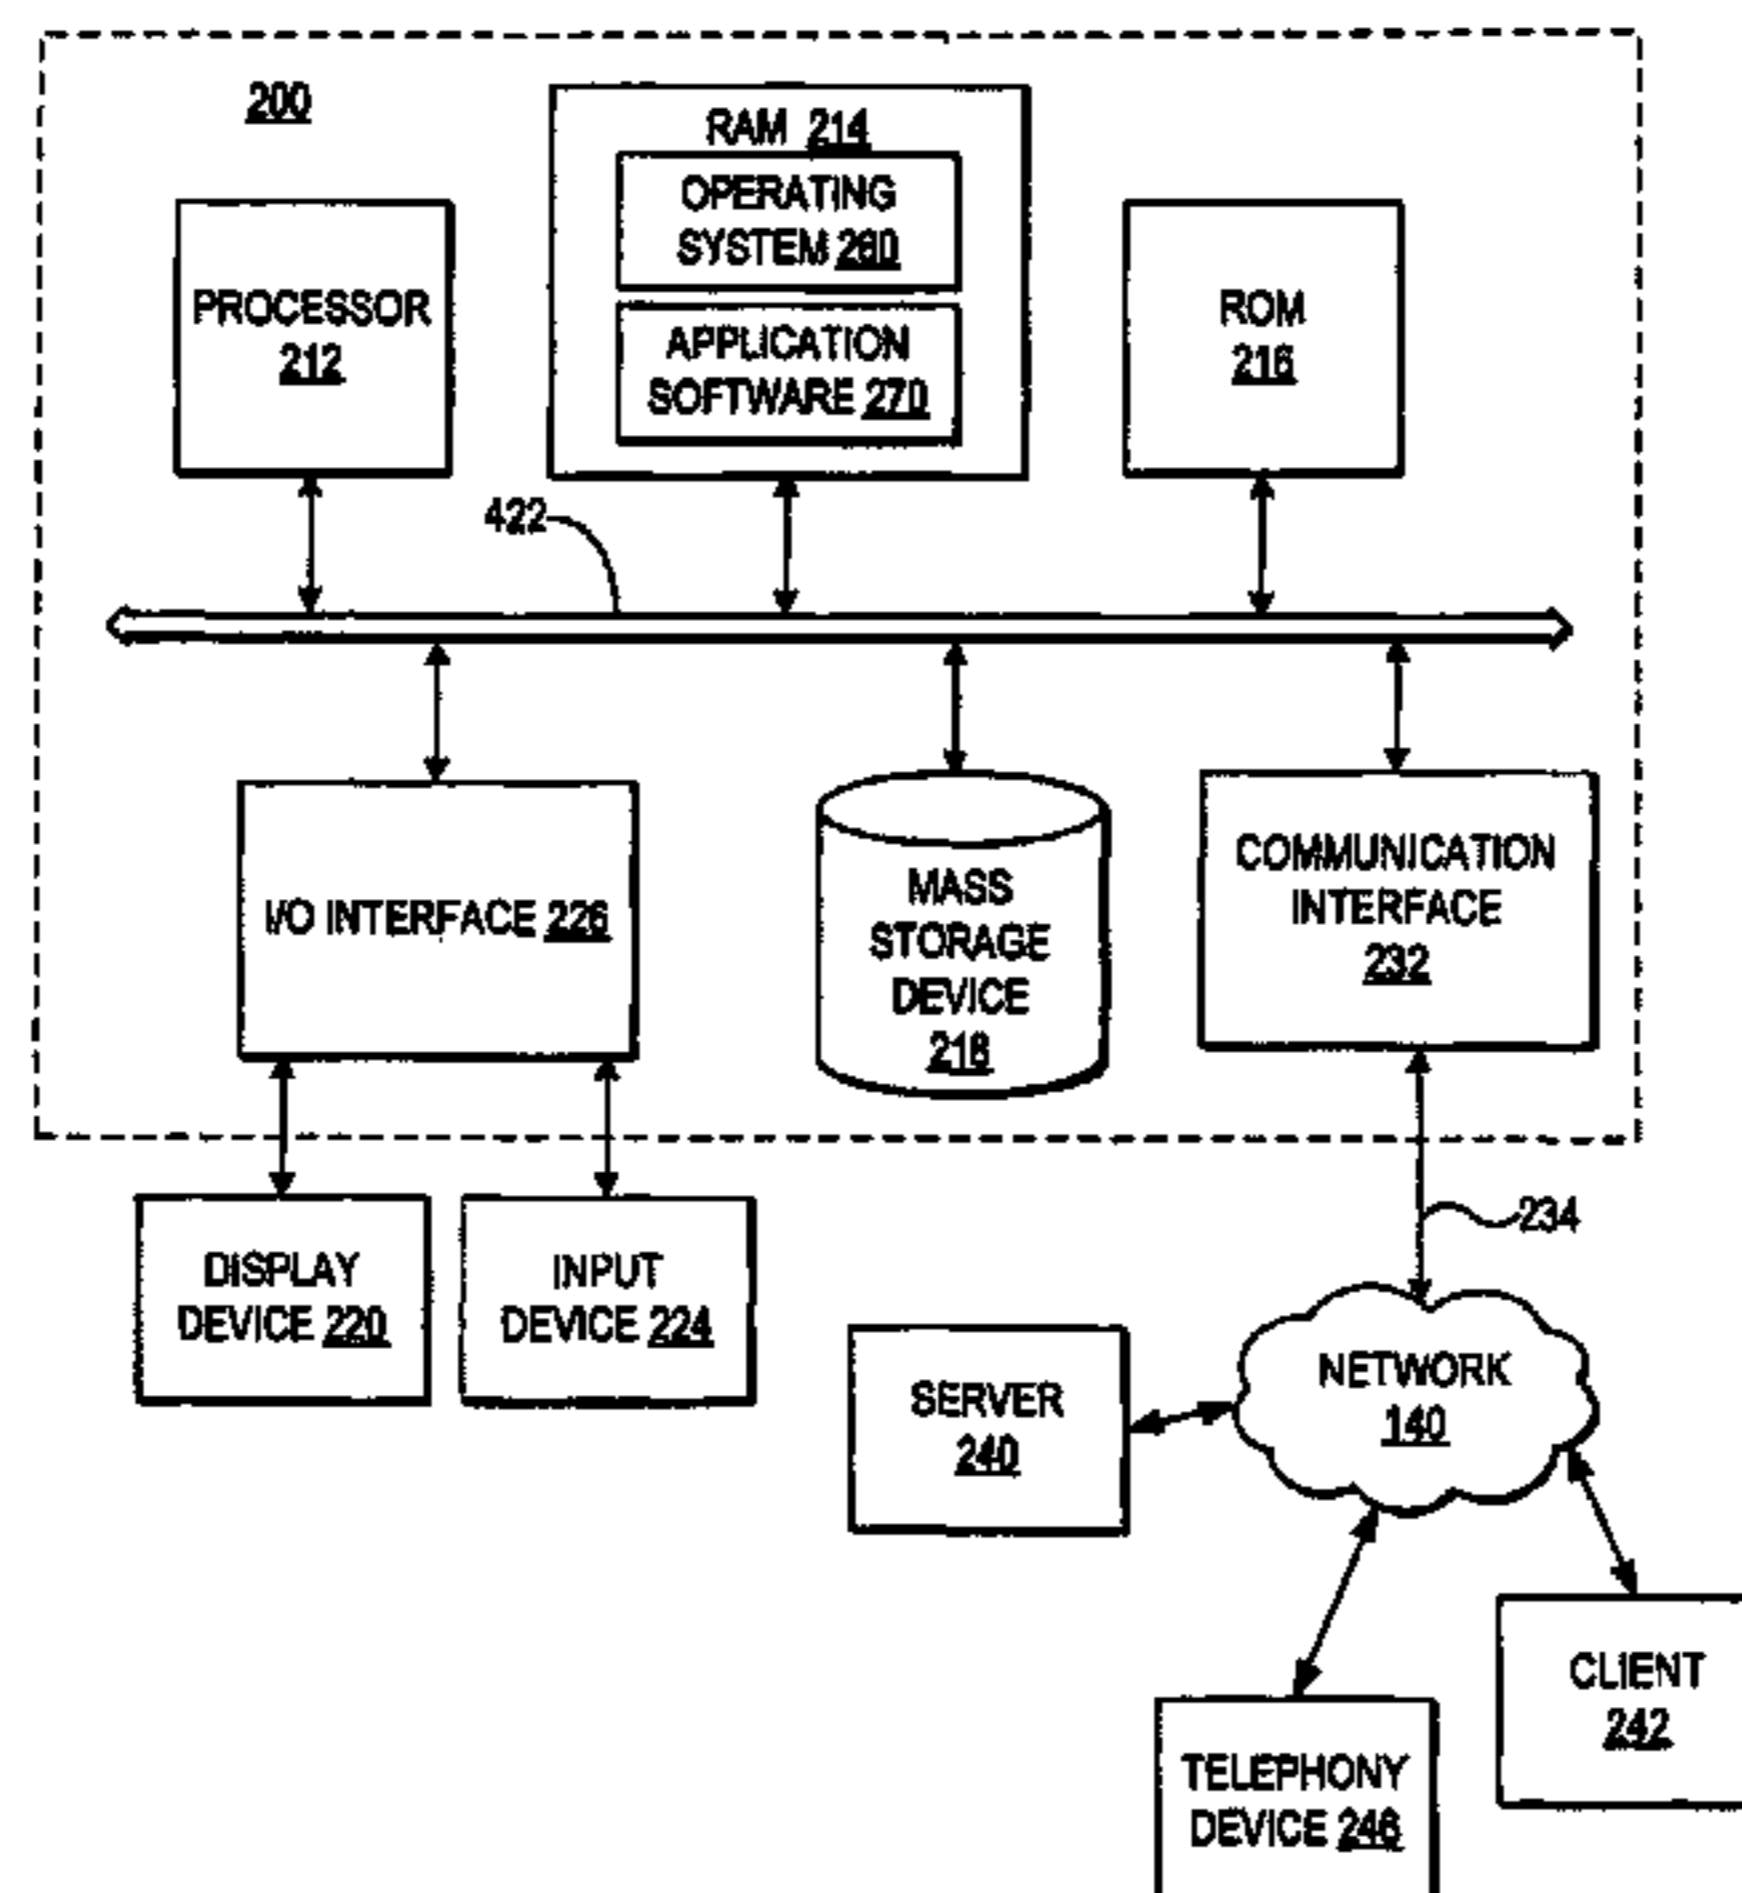 200
RAM 214
OPERATING
SYSTEM 260
APPLICATION
SOFTWARE 270
PROCESSOR
212
ROM
216
422
I/O INTERFACE 226
MASS
STORAGE
DEVICE
218
COMMUNICATION
INTERFACE
232
234
DISPLAY
DEVICE 220
INPUT
DEVICE 224
SERVER
240
NETWORK
140
CLIENT
242
TELEPHONY
DEVICE 246